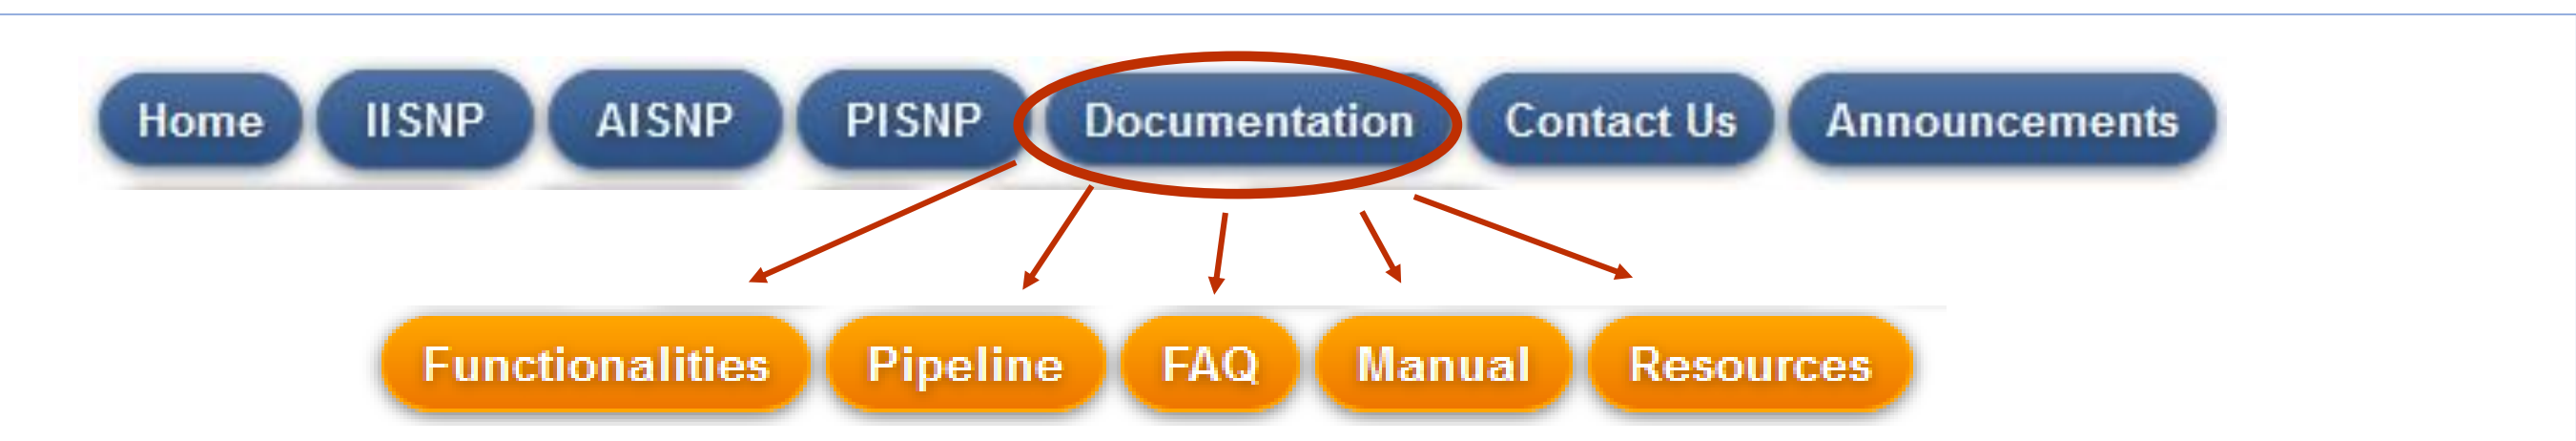 Home IISNP AISNP PISNP Documentation Contact Us Announcements
Functionalities Pipeline FAQ Manual Resources